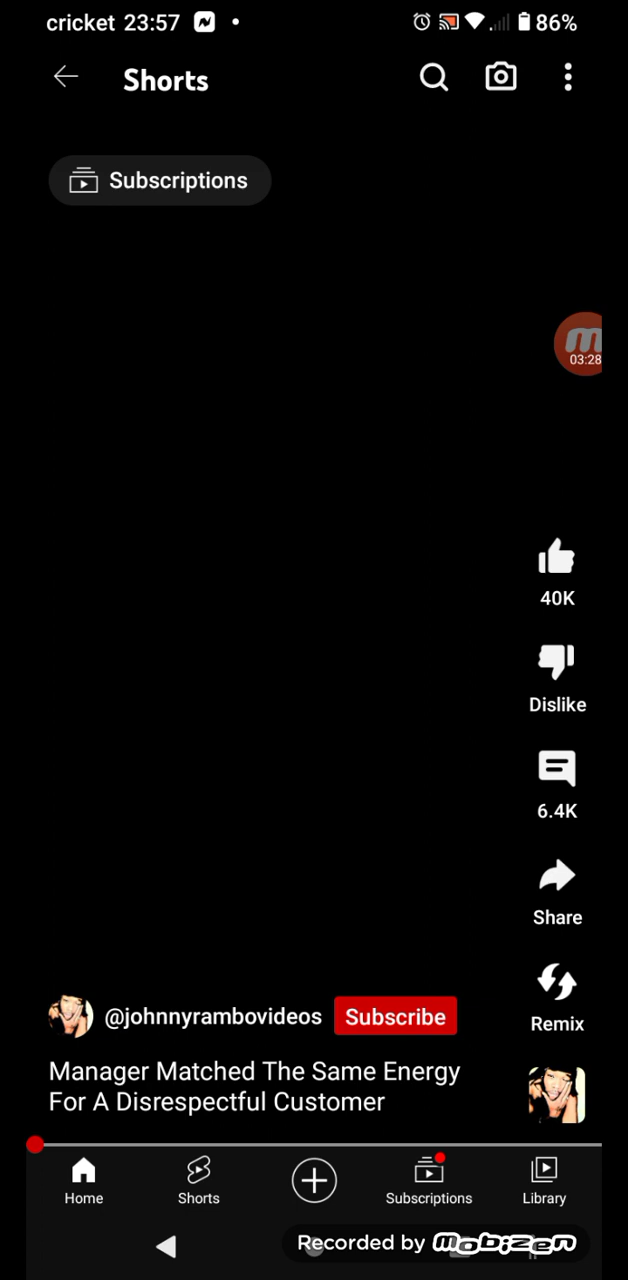 cricket 23:57
86%
Shorts
Subscriptions
m
03:28
40K
Dislike
6.4K
Share
Remix
@johnnyrambovideos Subscribe
Manager Matched The Same Energy
For A Disrespectful Customer
Home Shorts Subscriptions Library
Recorded by mobizen